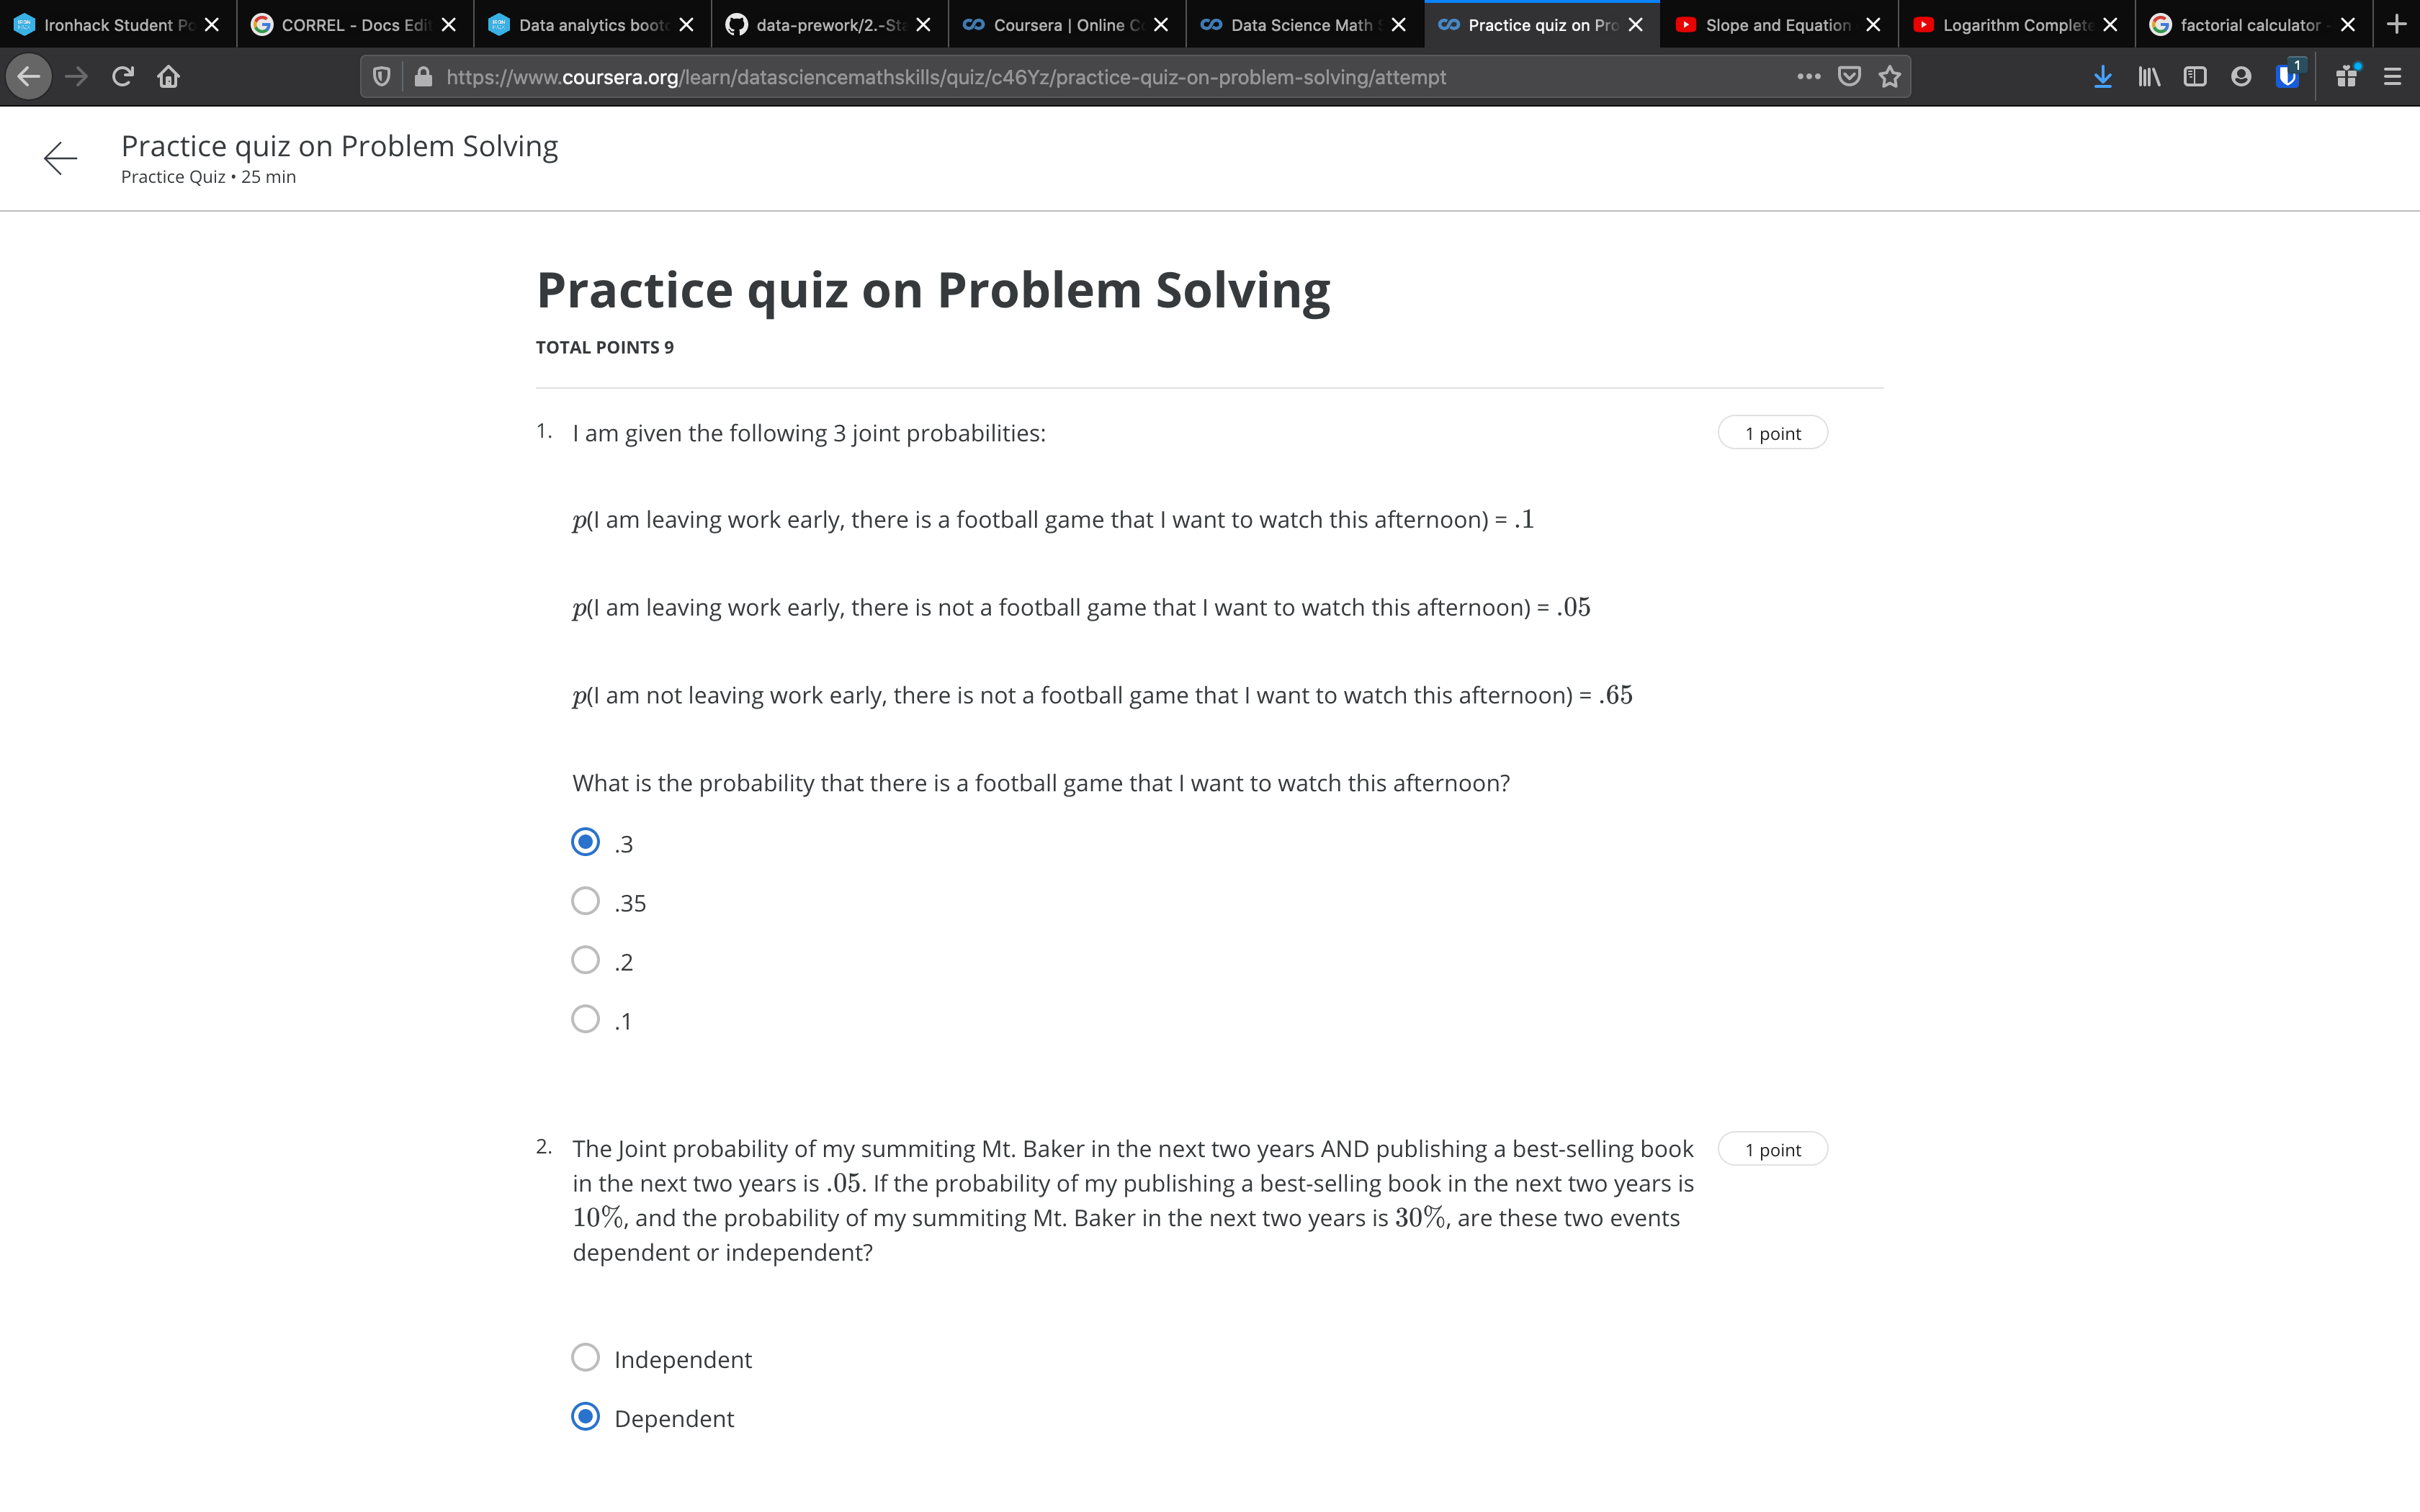 Ironhack Student Po
CORREL - Docs Edit
Data analytics bootc
data-prework/2.-Sta
Coursera | Online Co
Data Science Math S
Practice quiz on Pro
Slope and Equation
Logarithm Complete
factorial calculator -
https://www.coursera.org/learn/datasciencemathskills/quiz/c46Yz/practice-quiz-on-problem-solving/attempt
1
Practice quiz on Problem Solving
Practice Quiz • 25 min
Practice quiz on Problem Solving
TOTAL POINTS 9
1. I am given the following 3 joint probabilities:
1 point
p(I am leaving work early, there is a football game that I want to watch this afternoon) = .1
p(I am leaving work early, there is not a football game that I want to watch this afternoon) = .05
p(I am not leaving work early, there is not a football game that I want to watch this afternoon) = .65
What is the probability that there is a football game that I want to watch this afternoon?
.3
.35
.2
.1
2. The Joint probability of my summiting Mt. Baker in the next two years AND publishing a best-selling book
1 point
in the next two years is .05. If the probability of my publishing a best-selling book in the next two years is
10%, and the probability of my summiting Mt. Baker in the next two years is 30%, are these two events
dependent or independent?
Independent
Dependent